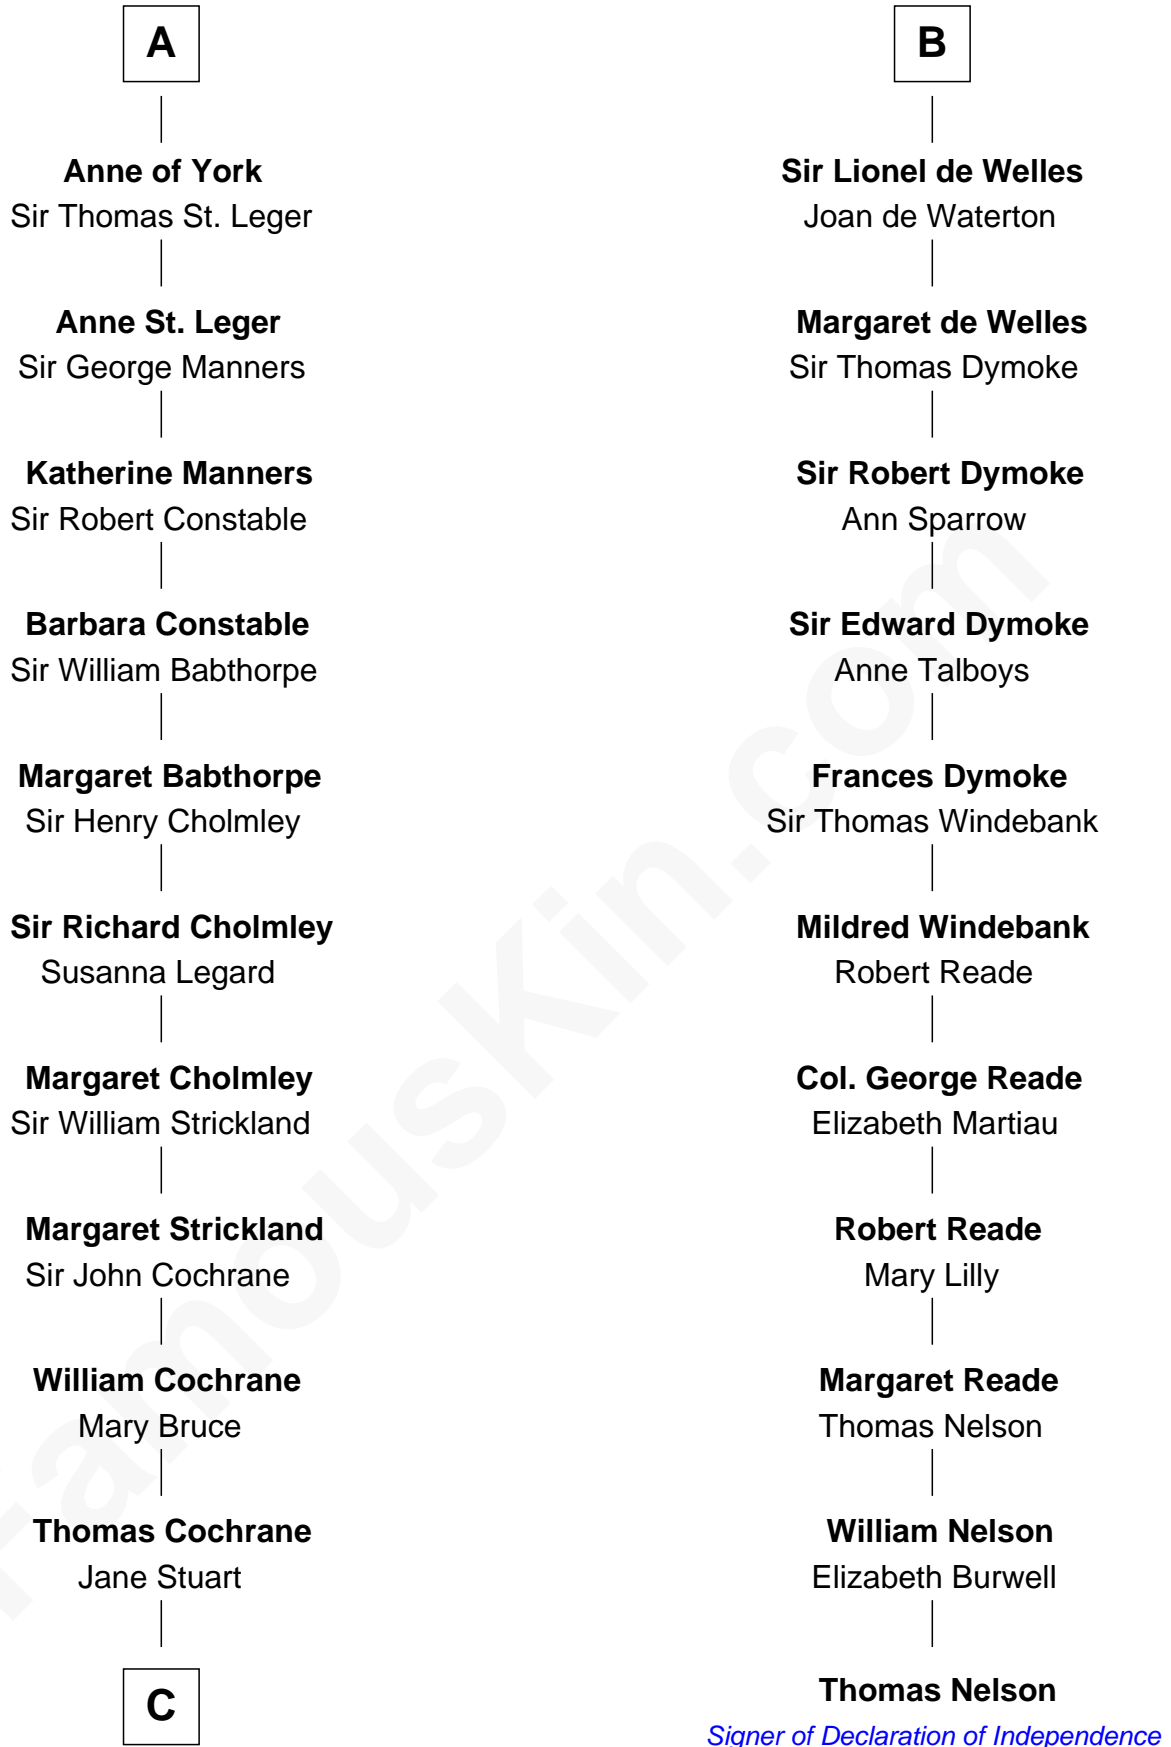 A
Anne of York
Sir Thomas St. Leger
Anne St. Leger
Sir George Manners
Katherine Manners
Sir Robert Constable
Barbara Constable
Sir William Babthorpe
Margaret Babthorpe
Sir Henry Cholmley
Sir Richard Cholmley
Susanna Legard
Margaret Cholmley
Sir William Strickland
Margaret Strickland
Sir John Cochrane
William Cochrane
Mary Bruce
Thomas Cochrane
Jane Stuart
C
B
Sir Lionel de Welles
Joan de Waterton
Margaret de Welles
Sir Thomas Dymoke
Sir Robert Dymoke
Ann Sparrow
Sir Edward Dymoke
Anne Talboys
Frances Dymoke
Sir Thomas Windebank
Mildred Windebank
Robert Reade
Col. George Reade
Elizabeth Martiau
Robert Reade
Mary Lilly
Margaret Reade
Thomas Nelson
William Nelson
Elizabeth Burwell
Thomas Nelson
Signer of Declaration of Independence
FamousKin.com